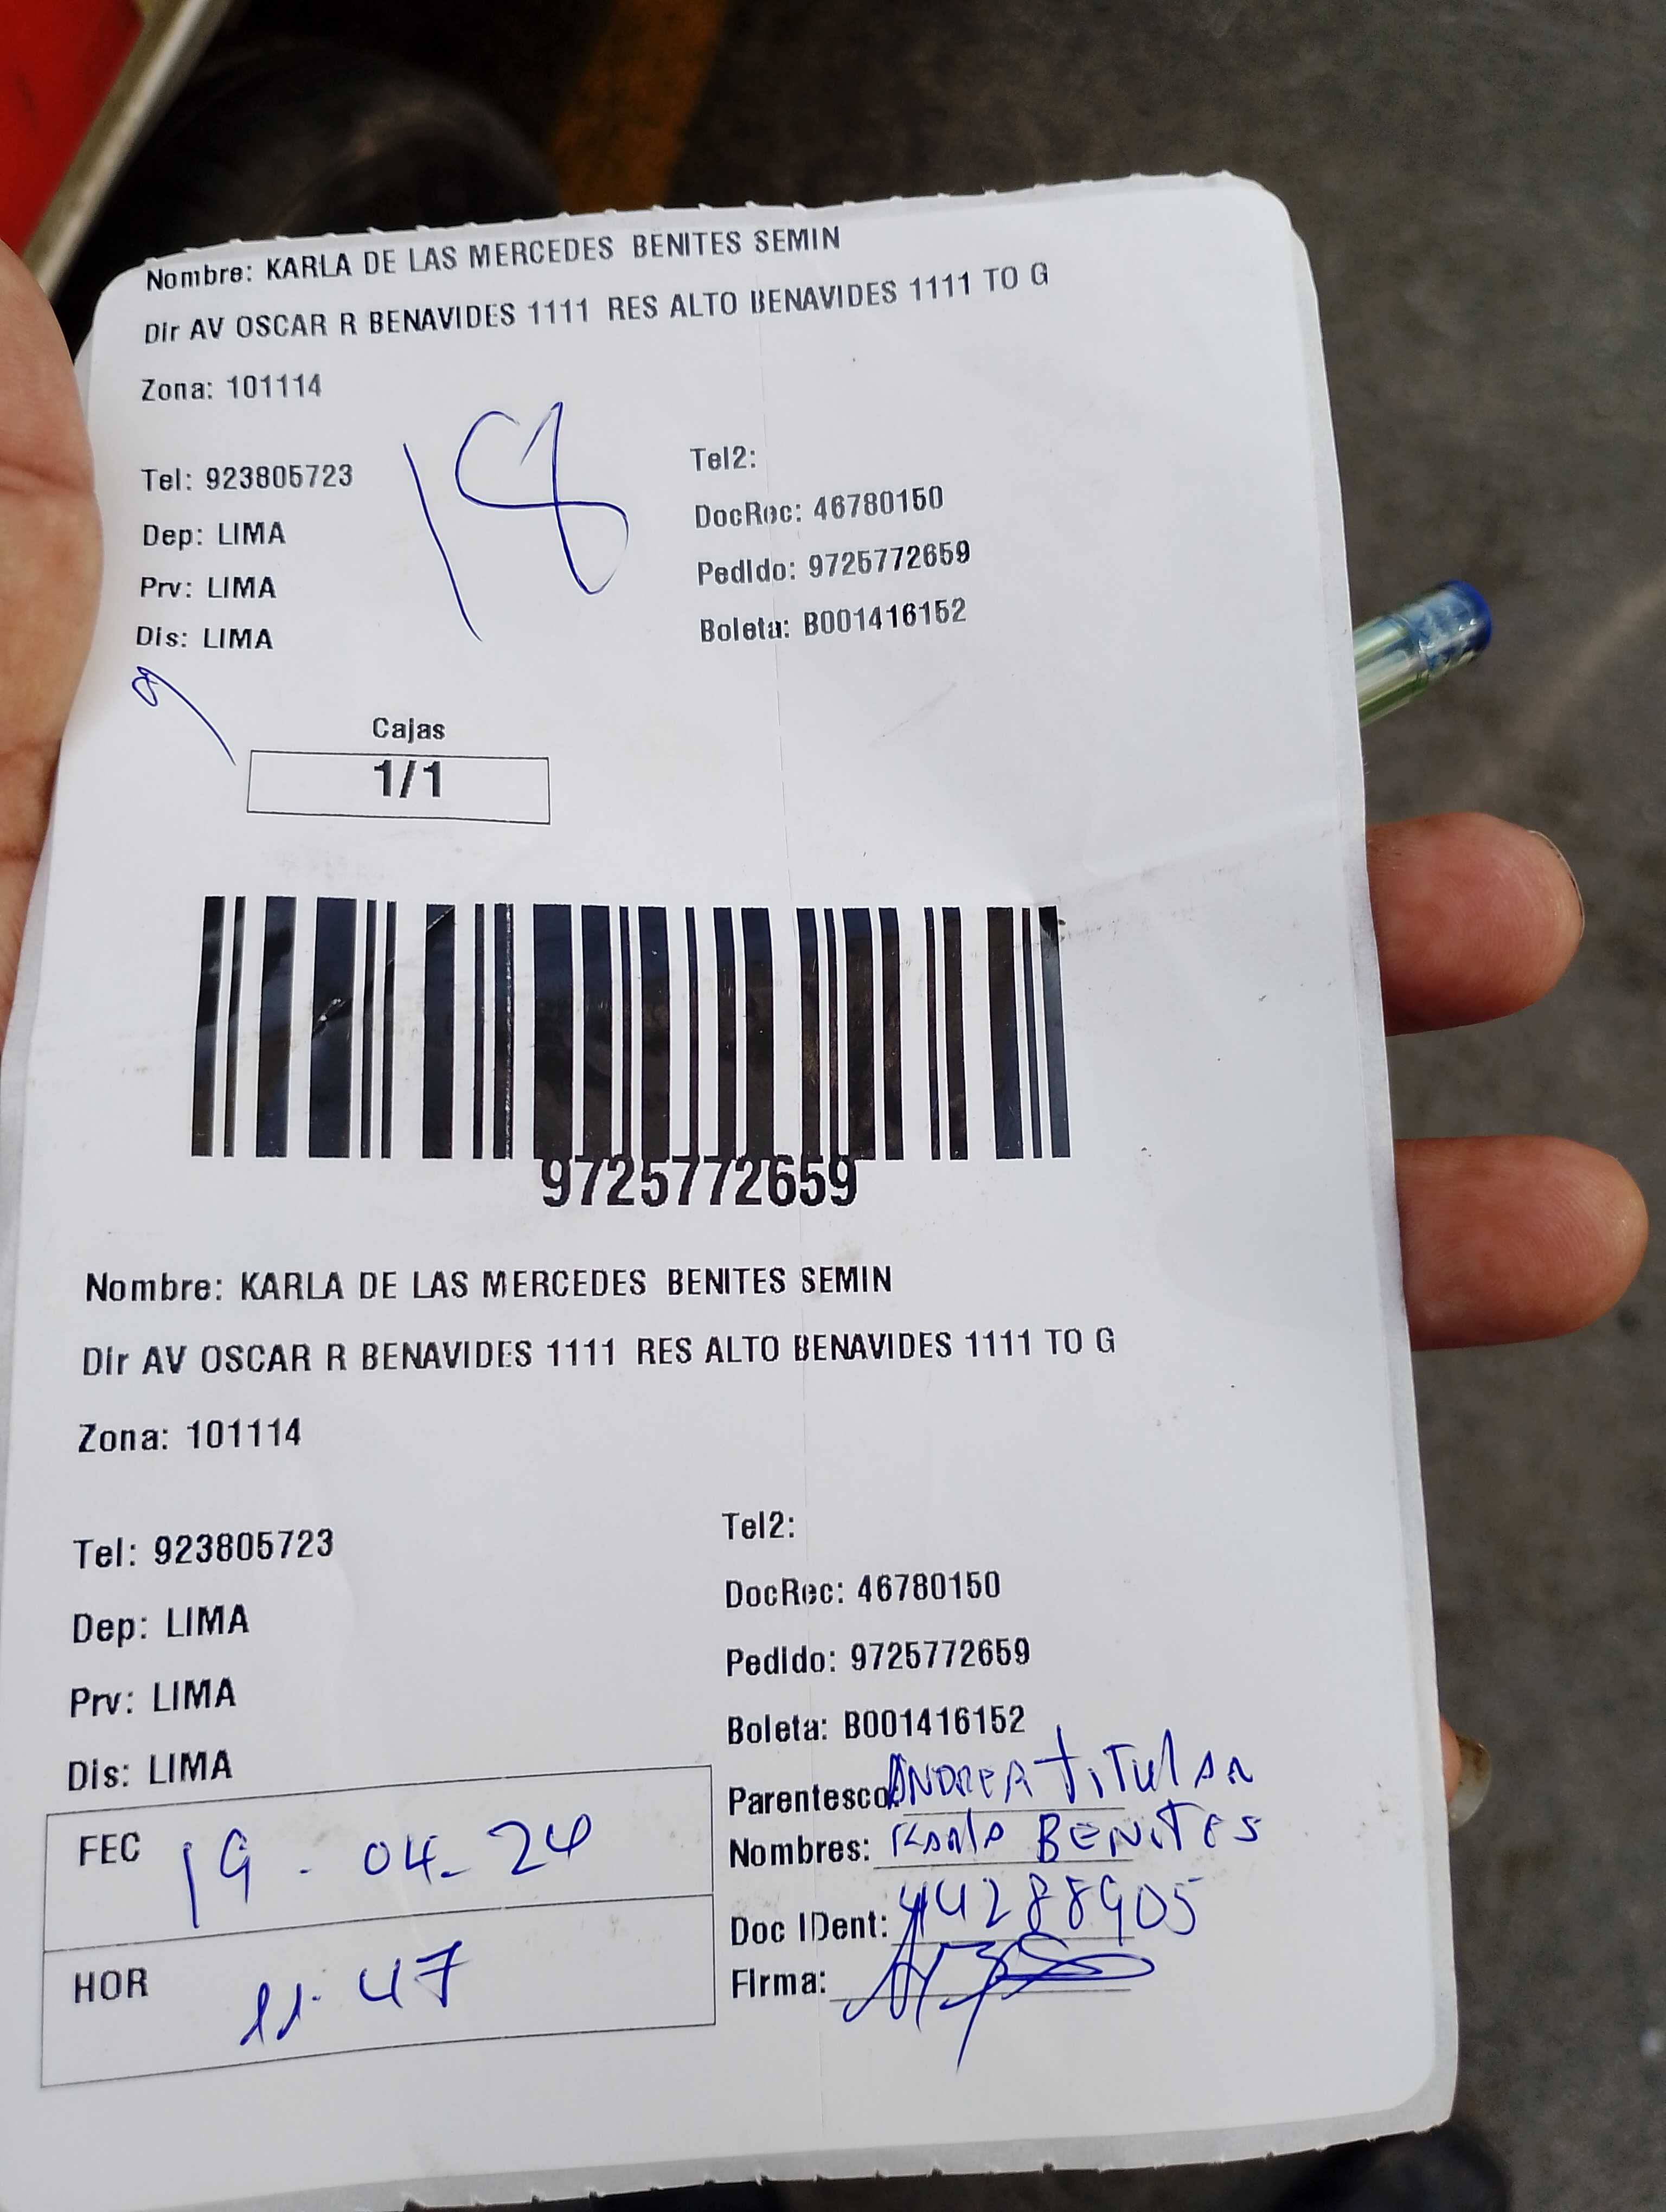 Nombre: KARLA DE LAS MERCEDES BENITES SEMIN
Dir AV OSCAR R BENAVIDES 1111 RES ALTO BENAVIDES 1111 TO G
Zona: 101114
Tel: 923805723
Tel2:
Dep: LIMA
DocRec: 46780150
Prv: LIMA
Pedido: 9725772659
Dis: LIMA
Boleta: B001416152
Cajas
1/1
9725772659
Nombre: KARLA DE LAS MERCEDES BENITES SEMIN
Dir AV OSCAR R BENAVIDES 1111 RES ALTO BENAVIDES 1111 TO G
Zona: 101114
Tel: 923805723
Tel2:
Dep: LIMA
DocRec: 46780150
Prv: LIMA
Pedido: 9725772659
Dis: LIMA
Boleta: B001416152
Parentesco: ANDREA TITULAR
FEC 19-04-24
Nombres: Karla BENITES
Doc IDent: 44288905
HOR 11:47
Firma: